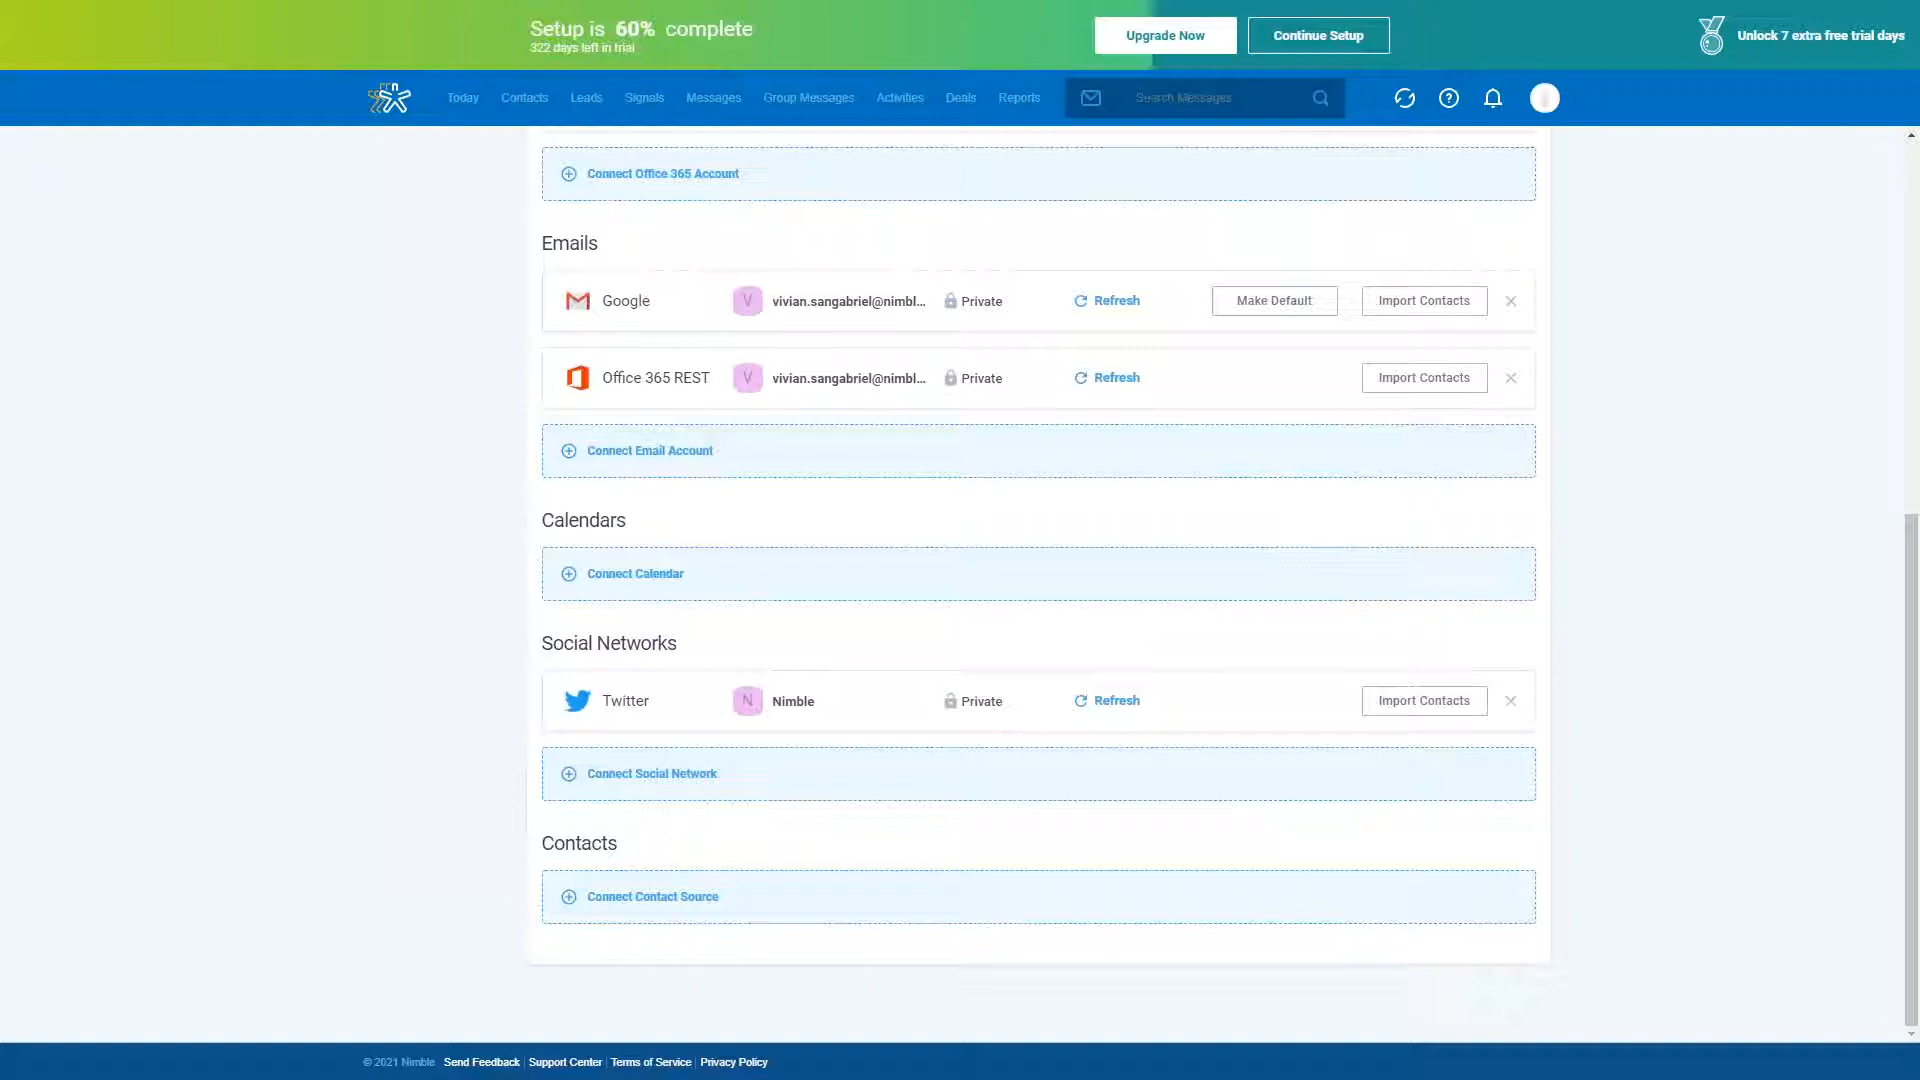 Setup is 60% complete
322 days left in trial
Upgrade Now
Continue Setup
Unlock 7 extra free trial days
n
Today
Contacts
Leads
Signals
Messages
Group Messages
Activities
Deals
Reports
Search Messages
Connect Office 365 Account
Emails
Google
V
vivian.sangabriel@nimbl...
Private
Refresh
Make Default
Import Contacts
Office 365 REST
V
vivian.sangabriel@nimbl...
Private
Refresh
Import Contacts
Connect Email Account
Calendars
Connect Calendar
Social Networks
Twitter
N
Nimble
Private
Refresh
Import Contacts
Connect Social Network
Contacts
Connect Contact Source
© 2021 Nimble Send Feedback | Support Center | Terms of Service | Privacy Policy